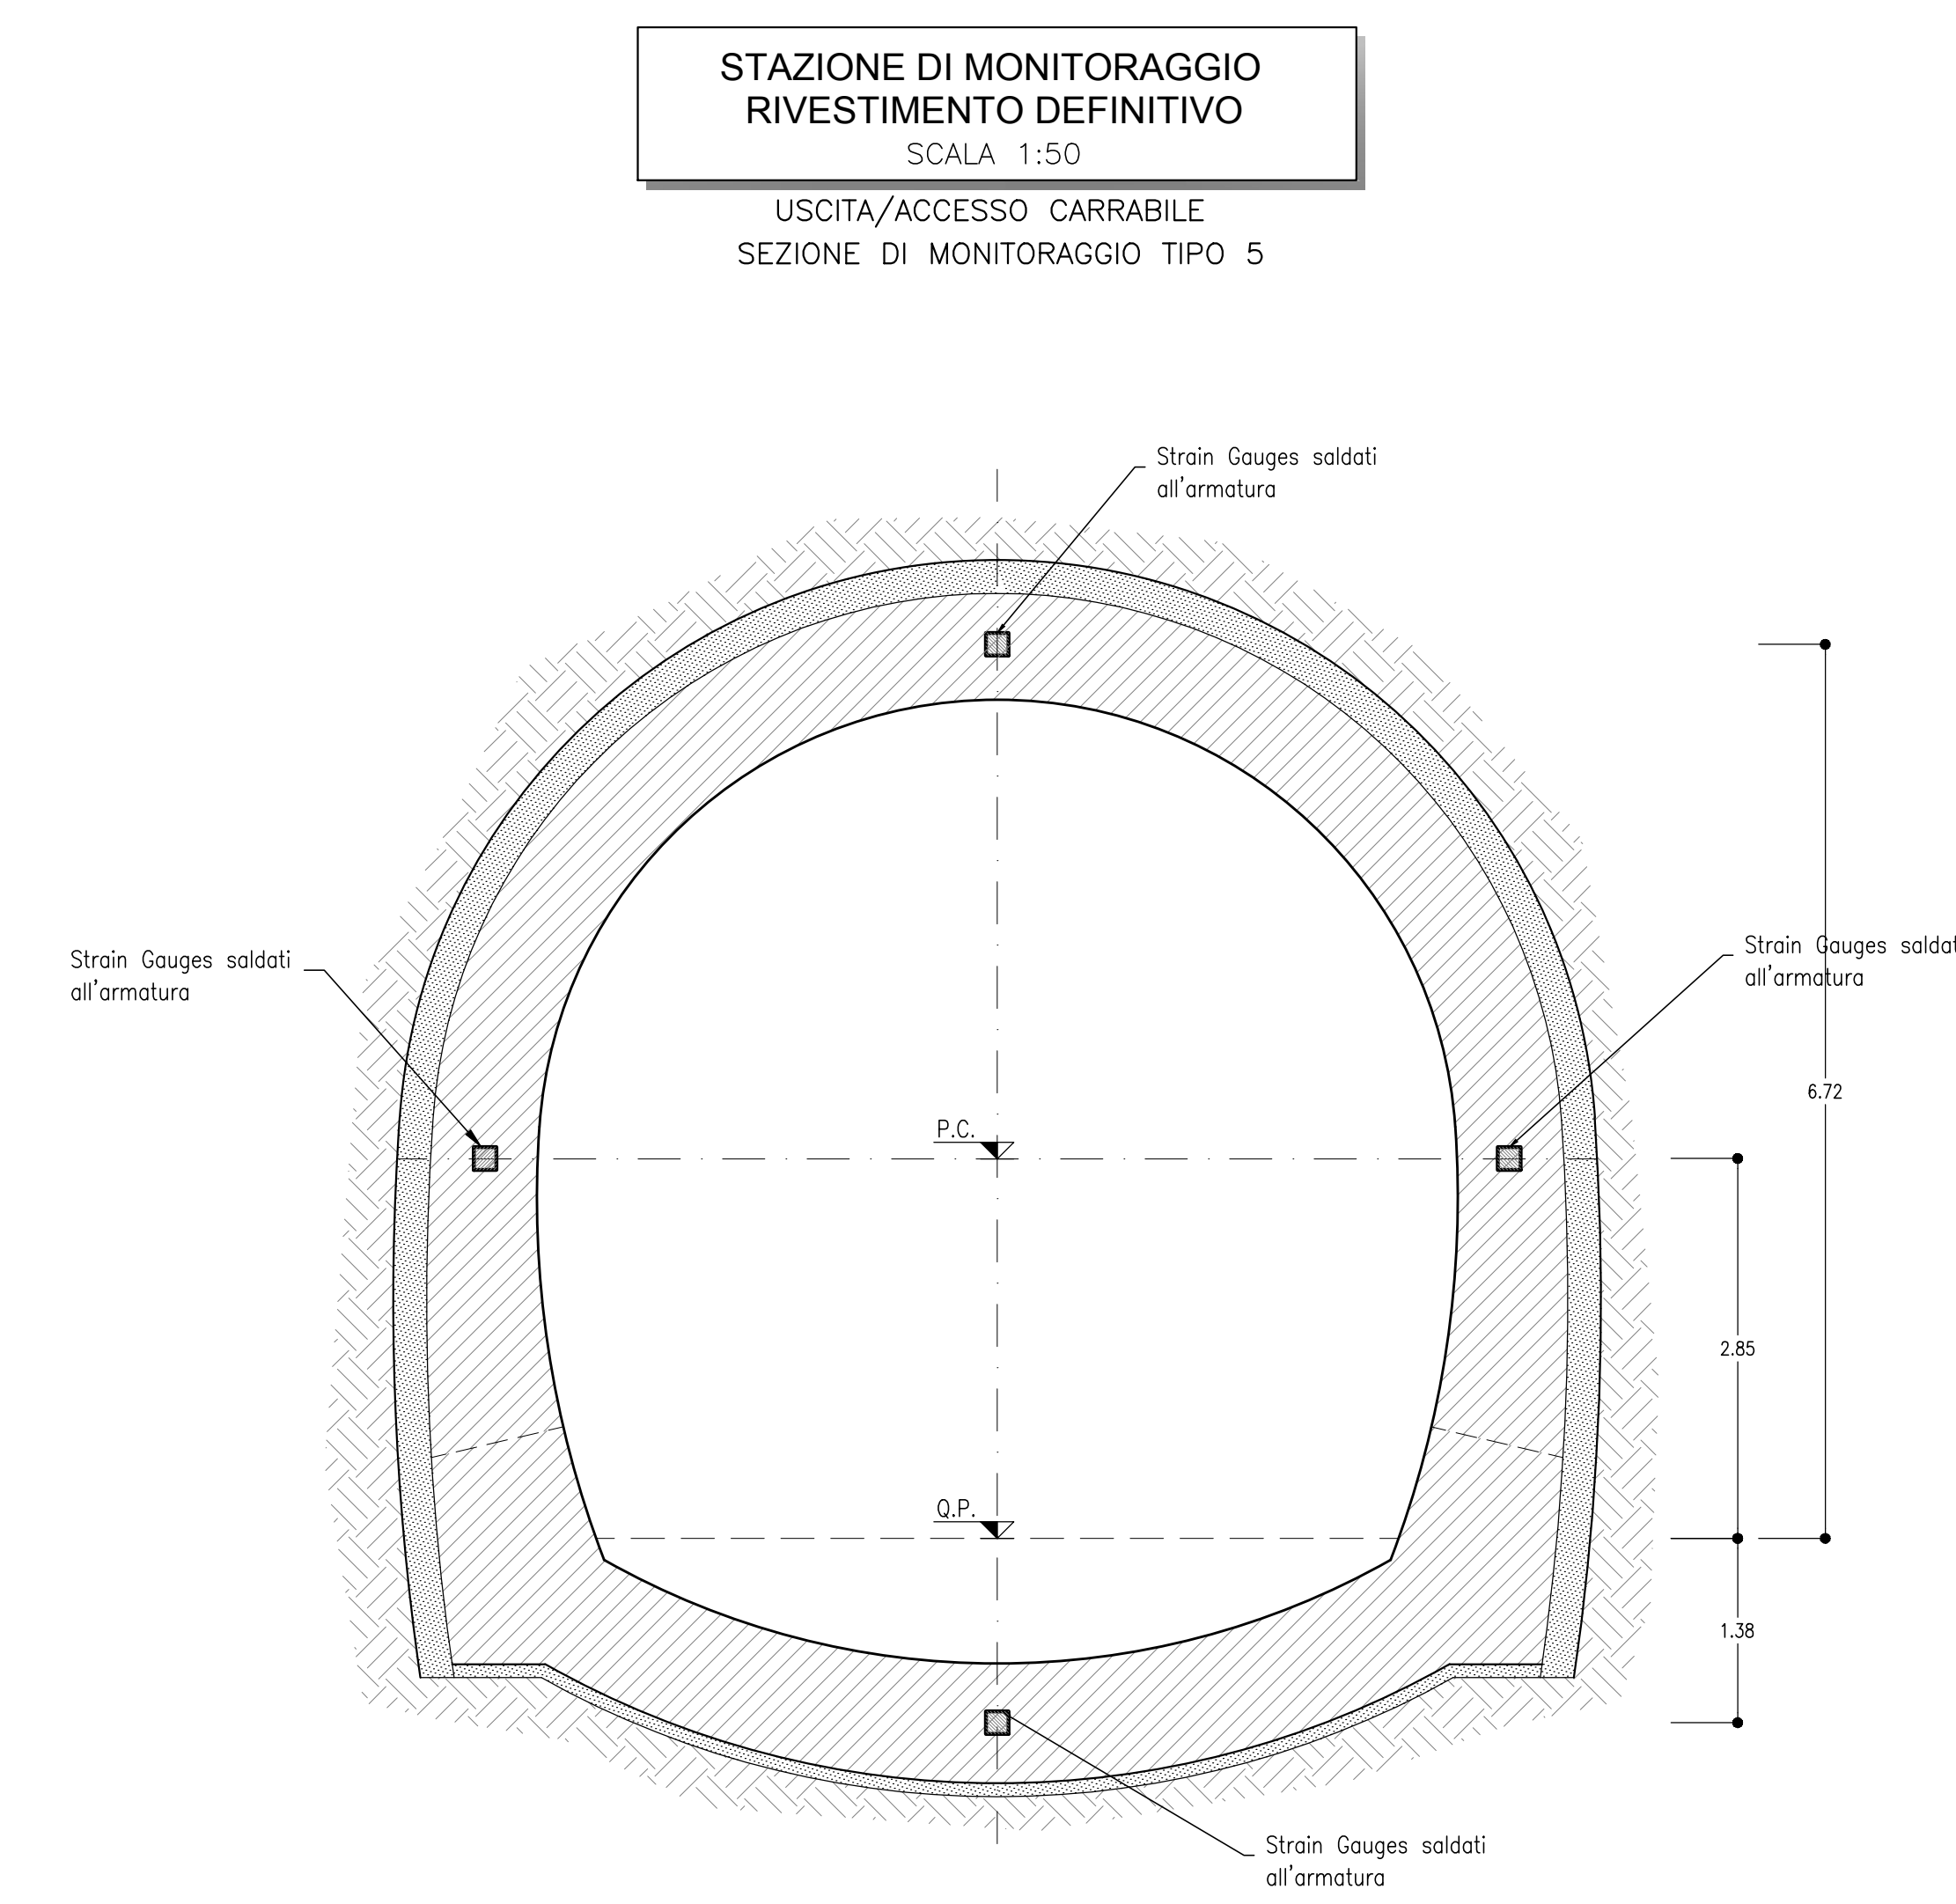 STAZIONE DI MONITORAGGIO
RIVESTIMENTO DEFINITIVO
SCALA 1:50
USCITA/ACCESSO CARRABILE
SEZIONE DI MONITORAGGIO TIPO 5
Strain Gauges saldati
all'armatura
Strain Gauges saldati
all'armatura
Strain Gauges saldat
all'armatura
6.72
P.C.
2.85
Q.P.
1.38
Strain Gauges saldati
all'armatura